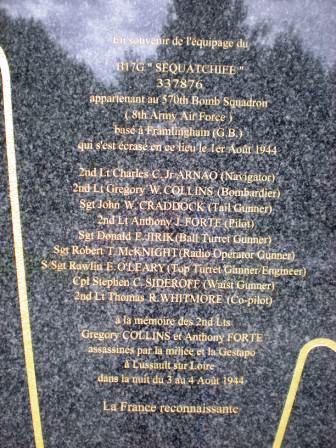 En souvenir de l'équipage du
B17G " SEQUATCHIEE "
337876
appartenant au 570th Bomb Squadron
( 8th Army Air Force )
basé à Framlingham (G.B.)
qui s'est écrasé en ce lieu le 1er Août 1944
2nd Lt Charles C. Jr ARNAO (Navigator)
2nd Lt Gregory W. COLLINS (Bombardier)
Sgt John W. CRADDOCK (Tail Gunner)
2nd Lt Anthony J. FORTE (Pilot)
Sgt Donald E. JIRIK (Ball Turret Gunner)
Sgt Robert T. McKNIGHT (Radio Operator Gunner)
S Sgt Rawlin E. O'LEARY (Top Turret Gunner/Engineer)
Cpl Stephen C. SIDEROFF (Waist Gunner)
2nd Lt Thomas R. WHITMORE (Co-pilot)
à la mémoire des 2nd Lts
Gregory COLLINS et Anthony FORTE
assassinés par la milice et la Gestapo
à Lussault sur Loire
dans la nuit du 3 au 4 Août 1944
La France reconnaissante